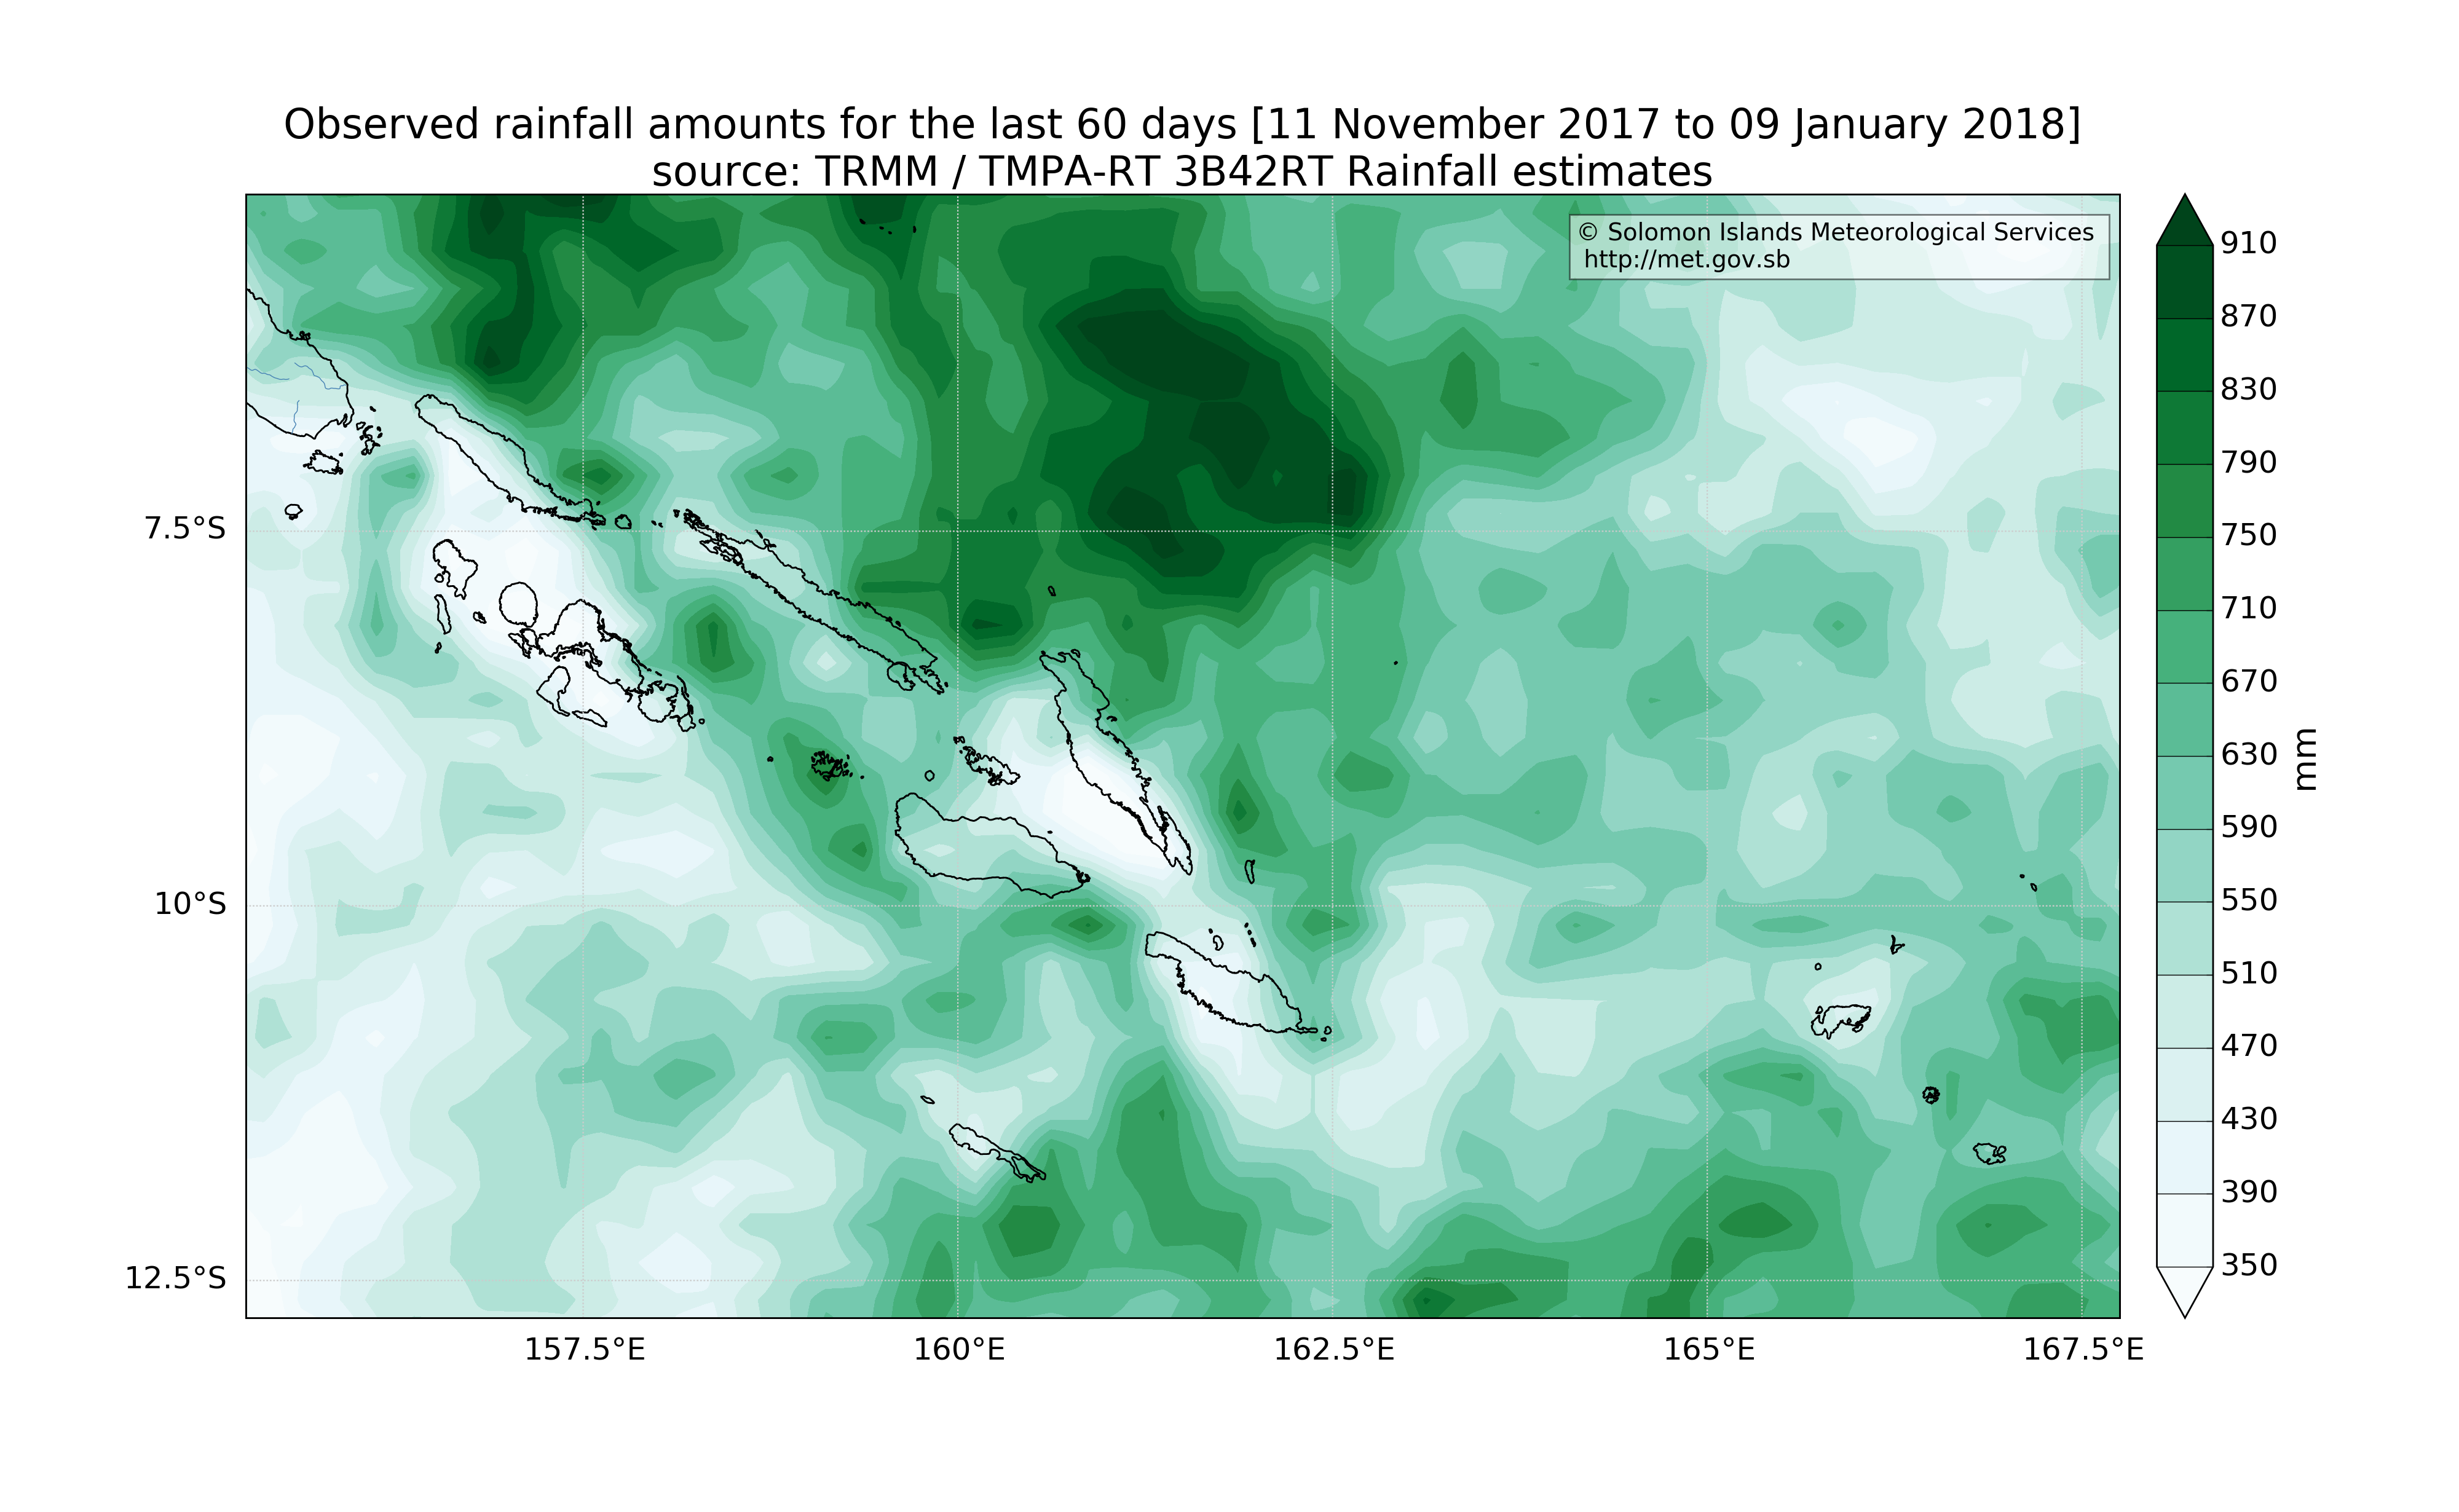 Observed rainfall amounts for the last 60 days [11 November 2017 to 09 January 2018]
source: TRMM / TMPA-RT 3B42RT Rainfall estimates
© Solomon Islands Meteorological Services
http://met.gov.sb
7.5°S
10°S
12.5°S
157.5°E
160°E
162.5°E
165°E
167.5°E
910
870
830
790
750
710
670
630
590
550
510
470
430
390
350
mm